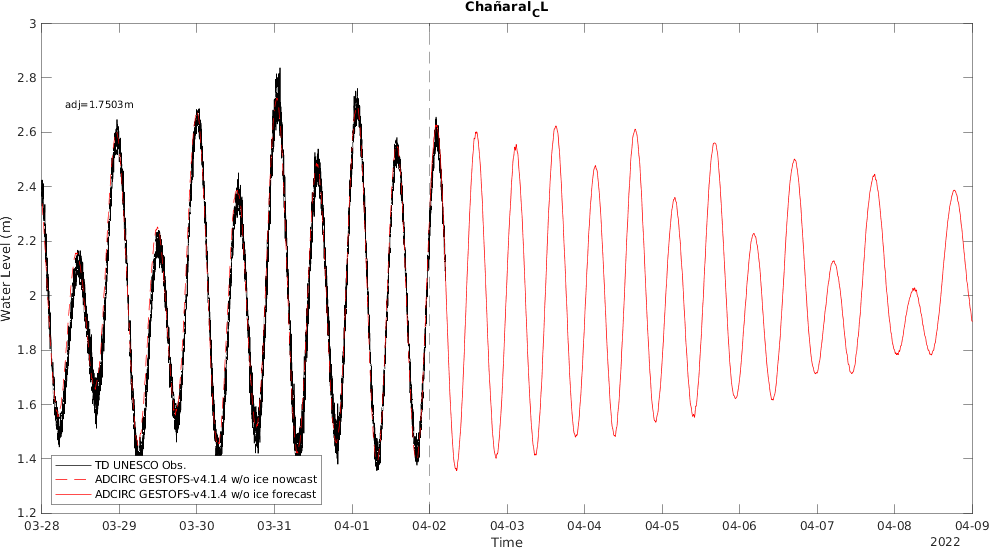 Chañaral_CL
3
2.8
adj=1.7503m
2.6
2.4
2.2
2
1.8
1.6
1.4
1.2
Water Level (m)
TD UNESCO Obs.
ADCIRC GESTOFS-v4.1.4 w/o ice nowcast
ADCIRC GESTOFS-v4.1.4 w/o ice forecast
03-28 03-29 03-30 03-31 04-01 04-02 04-03 04-04 04-05 04-06 04-07 04-08 04-09
Time
2022